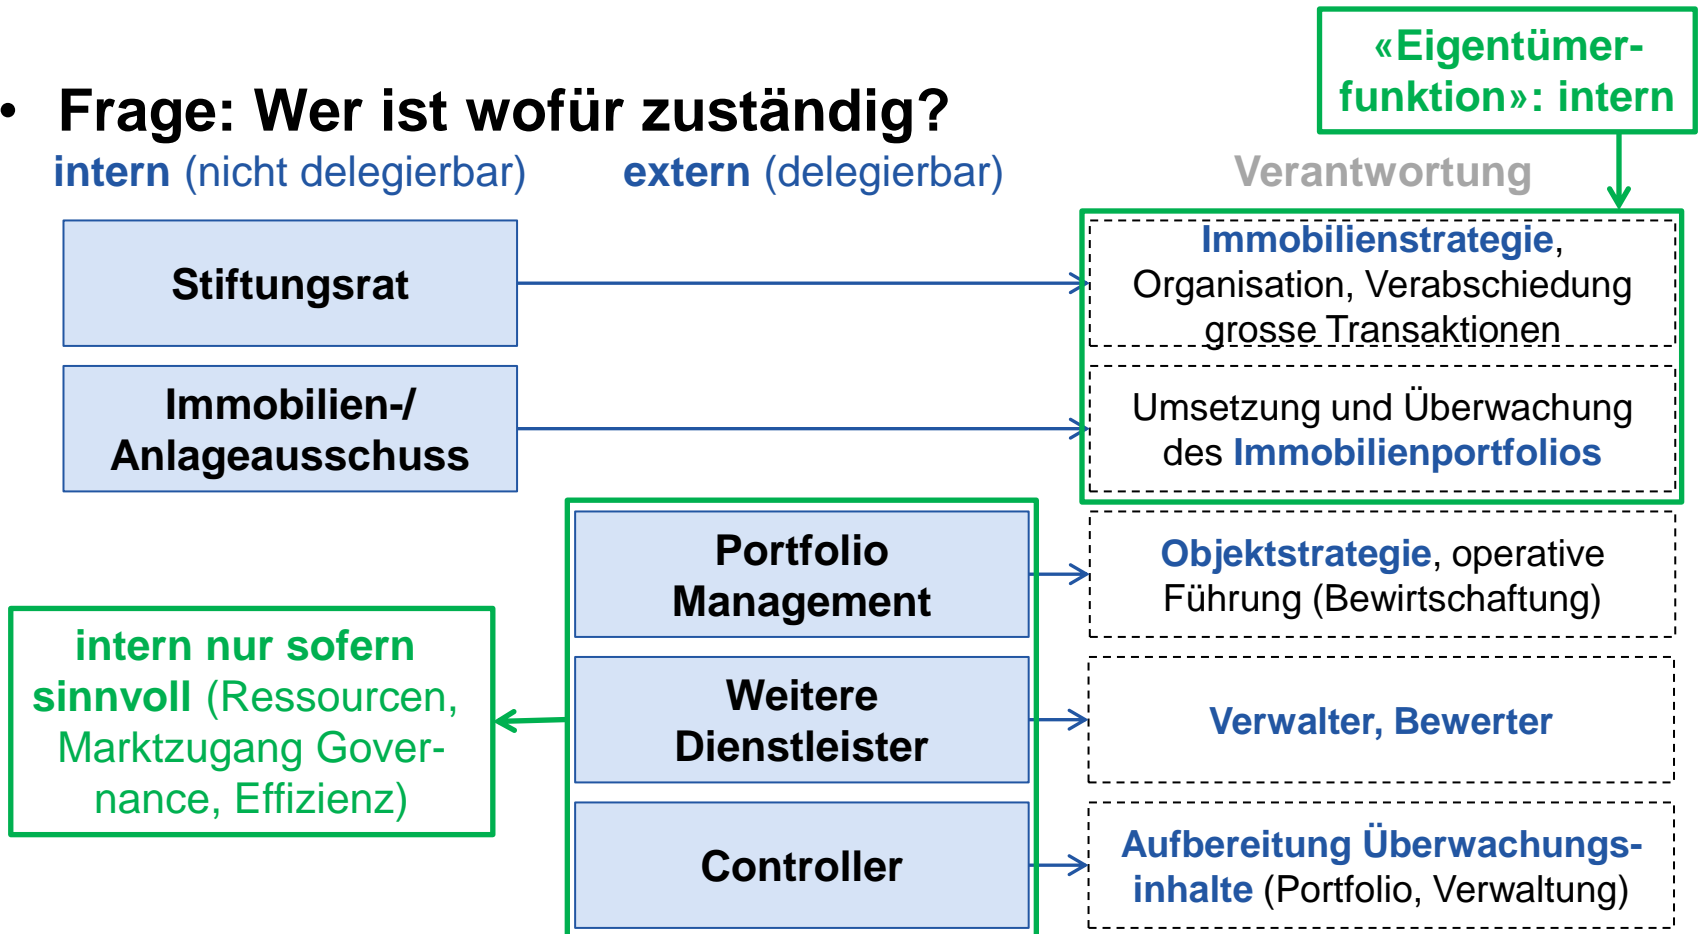 «Eigentümer-
funktion»: intern
• Frage: Wer ist wofür zuständig?
intern (nicht delegierbar)
extern (delegierbar)
Verantwortung
Stiftungsrat
Immobilienstrategie,
Organisation, Verabschiedung
grosse Transaktionen
Immobilien-/
Anlageausschuss
Umsetzung und Überwachung
des Immobilienportfolios
Portfolio
Management
Objektstrategie, operative
Führung (Bewirtschaftung)
intern nur sofern
sinnvoll (Ressourcen,
Marktzugang Gover-
nance, Effizienz)
Weitere
Dienstleister
Verwalter, Bewerter
Controller
Aufbereitung Überwachungs-
inhalte (Portfolio, Verwaltung)